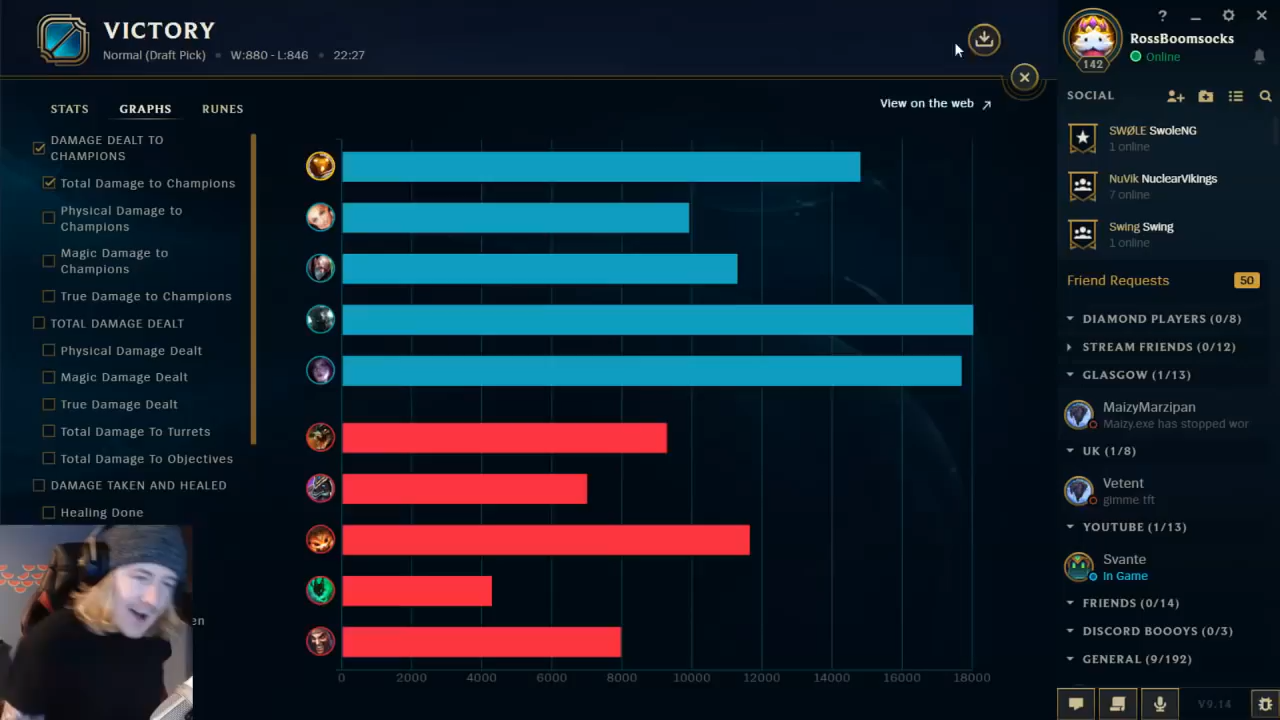 VICTORY
Normal (Draft Pick) W:880 - L:846 22:27
STATS GRAPHS RUNES
View on the web
DAMAGE DEALT TO
CHAMPIONS
Total Damage to Champions
Physical Damage to
Champions
Magic Damage to
Champions
True Damage to Champions
TOTAL DAMAGE DEALT
Physical Damage Dealt
Magic Damage Dealt
True Damage Dealt
Total Damage To Turrets
Total Damage To Objectives
DAMAGE TAKEN AND HEALED
Healing Done
0 2000 4000 6000 8000 10000 12000 14000 16000 18000
?
142
RossBoomsocks
Online
SOCIAL
SWØLE SwoleNG
1 online
NuVik NuclearVikings
7 online
Swing Swing
1 online
Friend Requests 50
DIAMOND PLAYERS (0/8)
STREAM FRIENDS (0/12)
GLASGOW (1/13)
MaizyMarzipan
Maizy.exe has stopped wor
UK (1/8)
Vetent
gimme tft
YOUTUBE (1/13)
Svante
In Game
FRIENDS (0/14)
DISCORD BOOOYS (0/3)
GENERAL (9/192)
V9.14